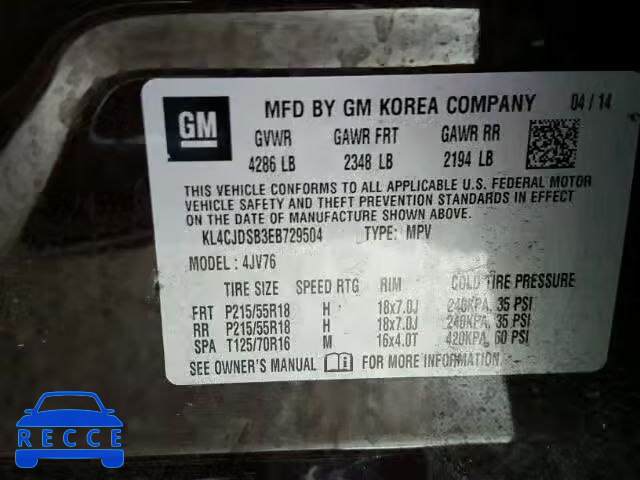 GM
MFD BY GM KOREA COMPANY 04/14
GVWR GAWR FRT GAWR RR
4286 LB 2348 LB 2194 LB
THIS VEHICLE CONFORMS TO ALL APPLICABLE U.S. FEDERAL MOTOR
VEHICLE SAFETY AND THEFT PREVENTION STANDARDS IN EFFECT
ON THE DATE OF MANUFACTURE SHOWN ABOVE.
KL4CJDSB3EB729504 TYPE: MPV
MODEL : 4JV76
TIRE SIZE SPEED RTG RIM COLD TIRE PRESSURE
FRT P215/55R18 H 18x7.0J 240KPA, 35 PSI
RR P215/55R18 H 18x7.0J 240KPA, 35 PSI
SPA T125/70R16 M 16x4.0T 420KPA, 60 PSI
SEE OWNER'S MANUAL FOR MORE INFORMATION
RECCE